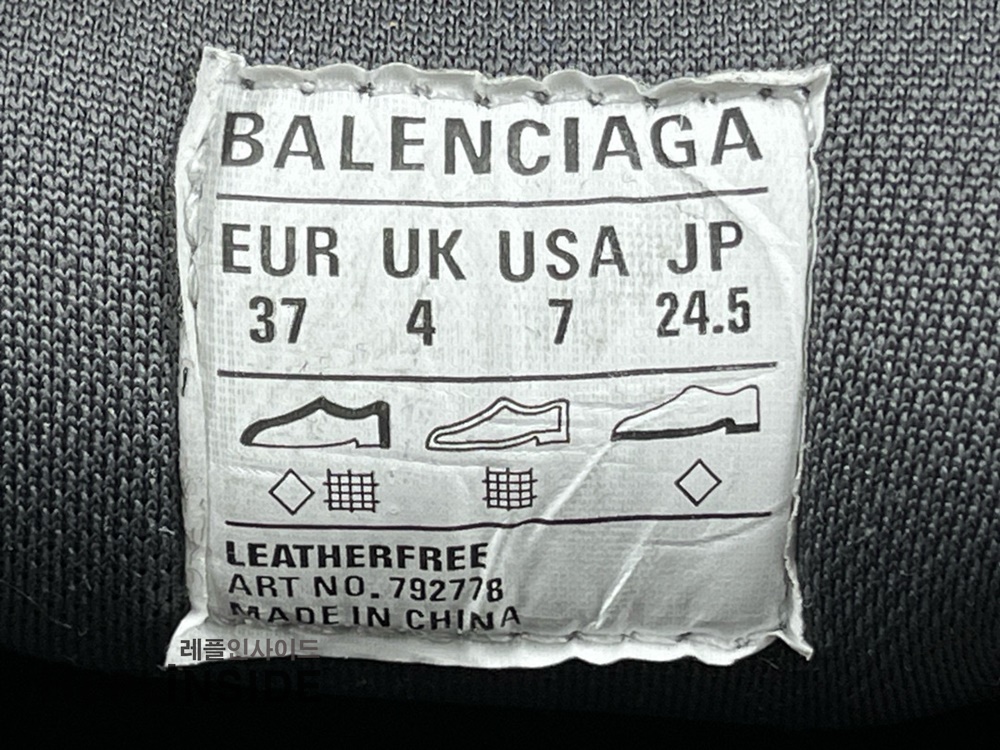 BALENCIAGA
EUR UK USA JP
37 4 7 24.5
LEATHERFREE
ART NO. 792778
MADE IN CHINA
레플인사이드
INSIDE